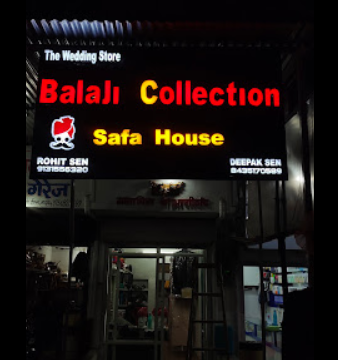 The Wedding Store
BalaJI Collection
Safa House
ROHIT SEN
DEEPAK SEN
9131556320
8435170589
गैरेज